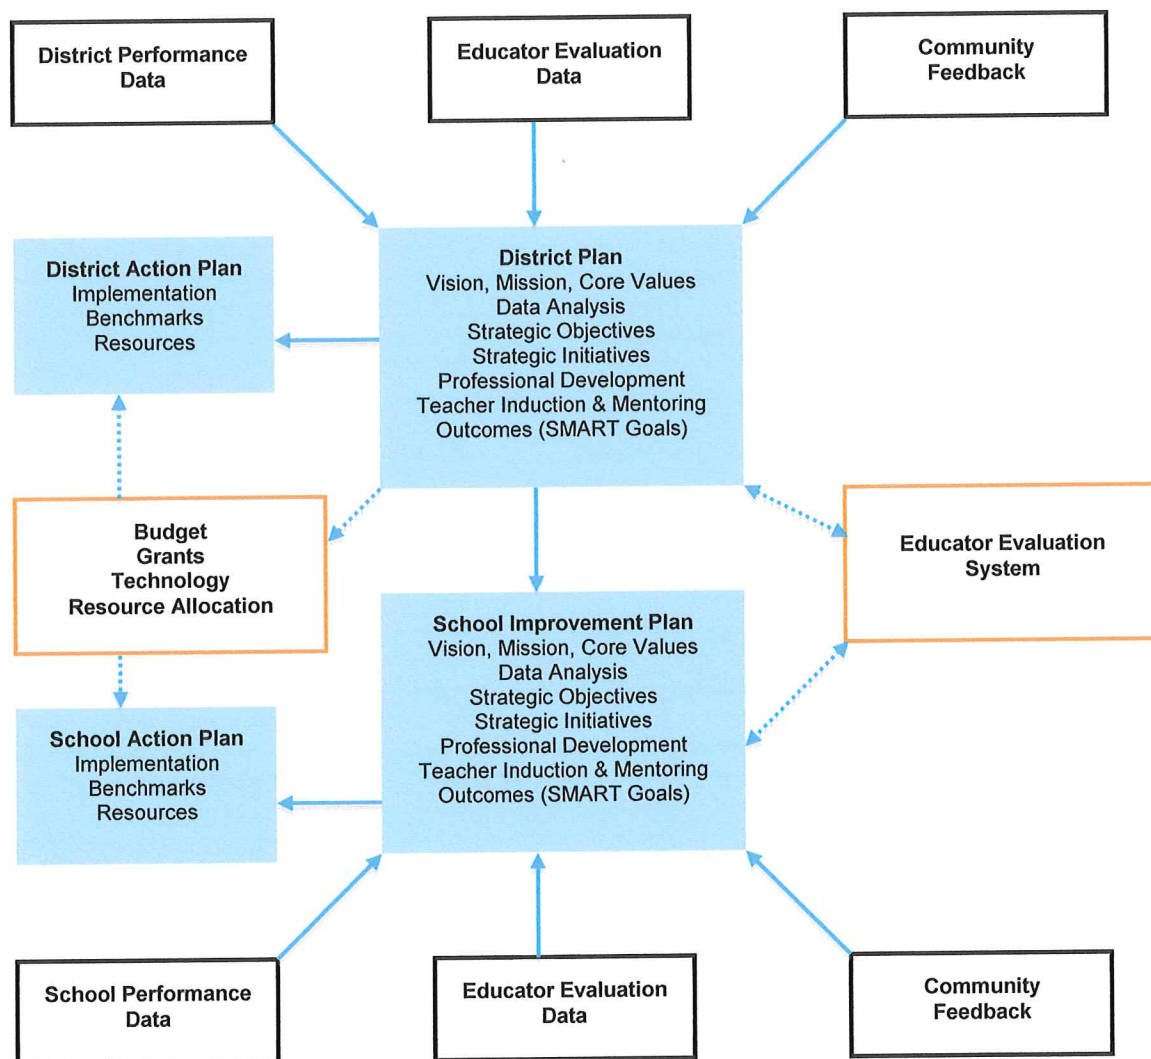 District Performance
Data
Educator Evaluation
Data
Community
Feedback
District Action Plan
Implementation
Benchmarks
Resources
District Plan
Vision, Mission, Core Values
Data Analysis
Strategic Objectives
Strategic Initiatives
Professional Development
Teacher Induction & Mentoring
Outcomes (SMART Goals)
Budget
Grants
Technology
Resource Allocation
Educator Evaluation
System
School Improvement Plan
Vision, Mission, Core Values
Data Analysis
Strategic Objectives
Strategic Initiatives
Professional Development
Teacher Induction & Mentoring
Outcomes (SMART Goals)
School Action Plan
Implementation
Benchmarks
Resources
School Performance
Data
Educator Evaluation
Data
Community
Feedback